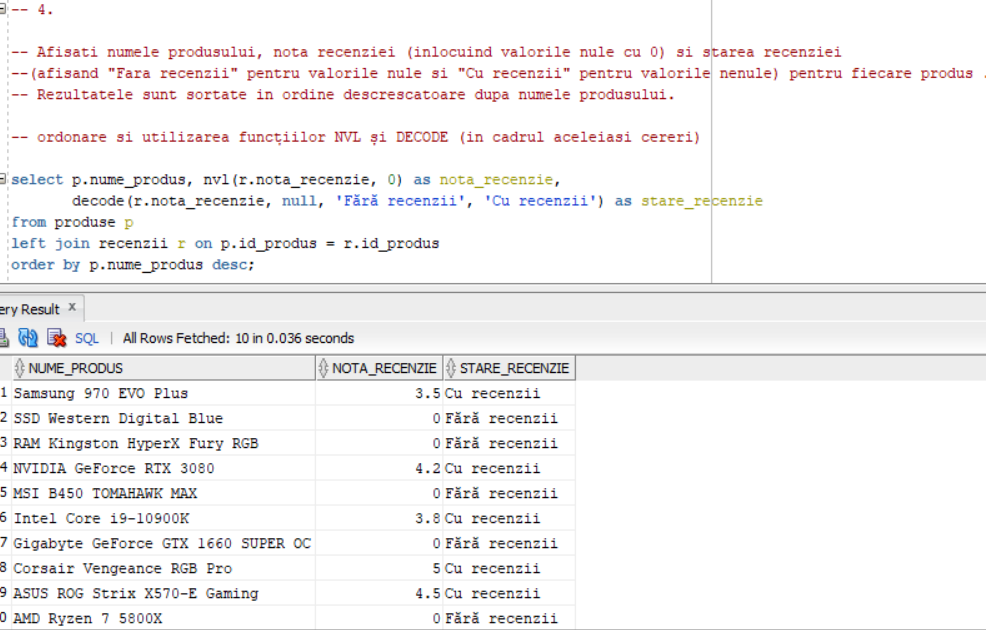 -- 4.
-- Afisati numele produsului, nota recenziei (inlocuind valorile nule cu 0) si starea recenziei
--(afisand "Fara recenzii" pentru valorile nule si "Cu recenzii" pentru valorile nenule) pentru fiecare produs .
-- Rezultatele sunt sortate in ordine descrescatoare dupa numele produsului.
-- ordonare si utilizarea funcțiilor NVL și DECODE (in cadrul aceleiasi cereri)
select p.nume_produs, nvl(r.nota_recenzie, 0) as nota_recenzie,
decode(r.nota_recenzie, null, 'Fără recenzii', 'Cu recenzii') as stare_recenzie
from produse p
left join recenzii r on p.id_produs = r.id_produs
order by p.nume_produs desc;
ery Result x
SQL | All Rows Fetched: 10 in 0.036 seconds
NUME_PRODUS NOTA_RECENZIE STARE_RECENZIE
1 Samsung 970 EVO Plus 3.5 Cu recenzii
2 SSD Western Digital Blue 0 Fără recenzii
3 RAM Kingston HyperX Fury RGB 0 Fără recenzii
4 NVIDIA GeForce RTX 3080 4.2 Cu recenzii
5 MSI B450 TOMAHAWK MAX 0 Fără recenzii
6 Intel Core i9-10900K 3.8 Cu recenzii
7 Gigabyte GeForce GTX 1660 SUPER OC 0 Fără recenzii
8 Corsair Vengeance RGB Pro 5 Cu recenzii
9 ASUS ROG Strix X570-E Gaming 4.5 Cu recenzii
0 AMD Ryzen 7 5800X 0 Fără recenzii